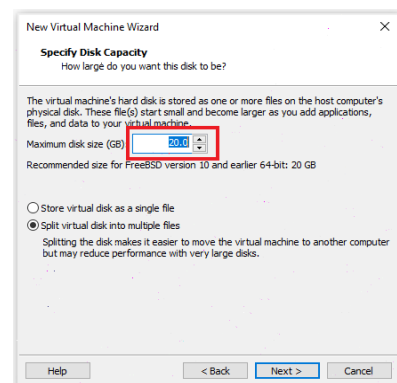 New Virtual Machine Wizard
Specify Disk Capacity
How large do you want this disk to be?
The virtual machine's hard disk is stored as one or more files on the host computer's
physical disk. These file(s) start small and become larger as you add applications,
files, and data to your virtual machine.
Maximum disk size (GB)
20.0
Recommended size for FreeBSD version 10 and earlier 64-bit: 20 GB
Store virtual disk as a single file
Split virtual disk into multiple files
Splitting the disk makes it easier to move the virtual machine to another computer
but may reduce performance with very large disks.
Help
< Back
Next >
Cancel